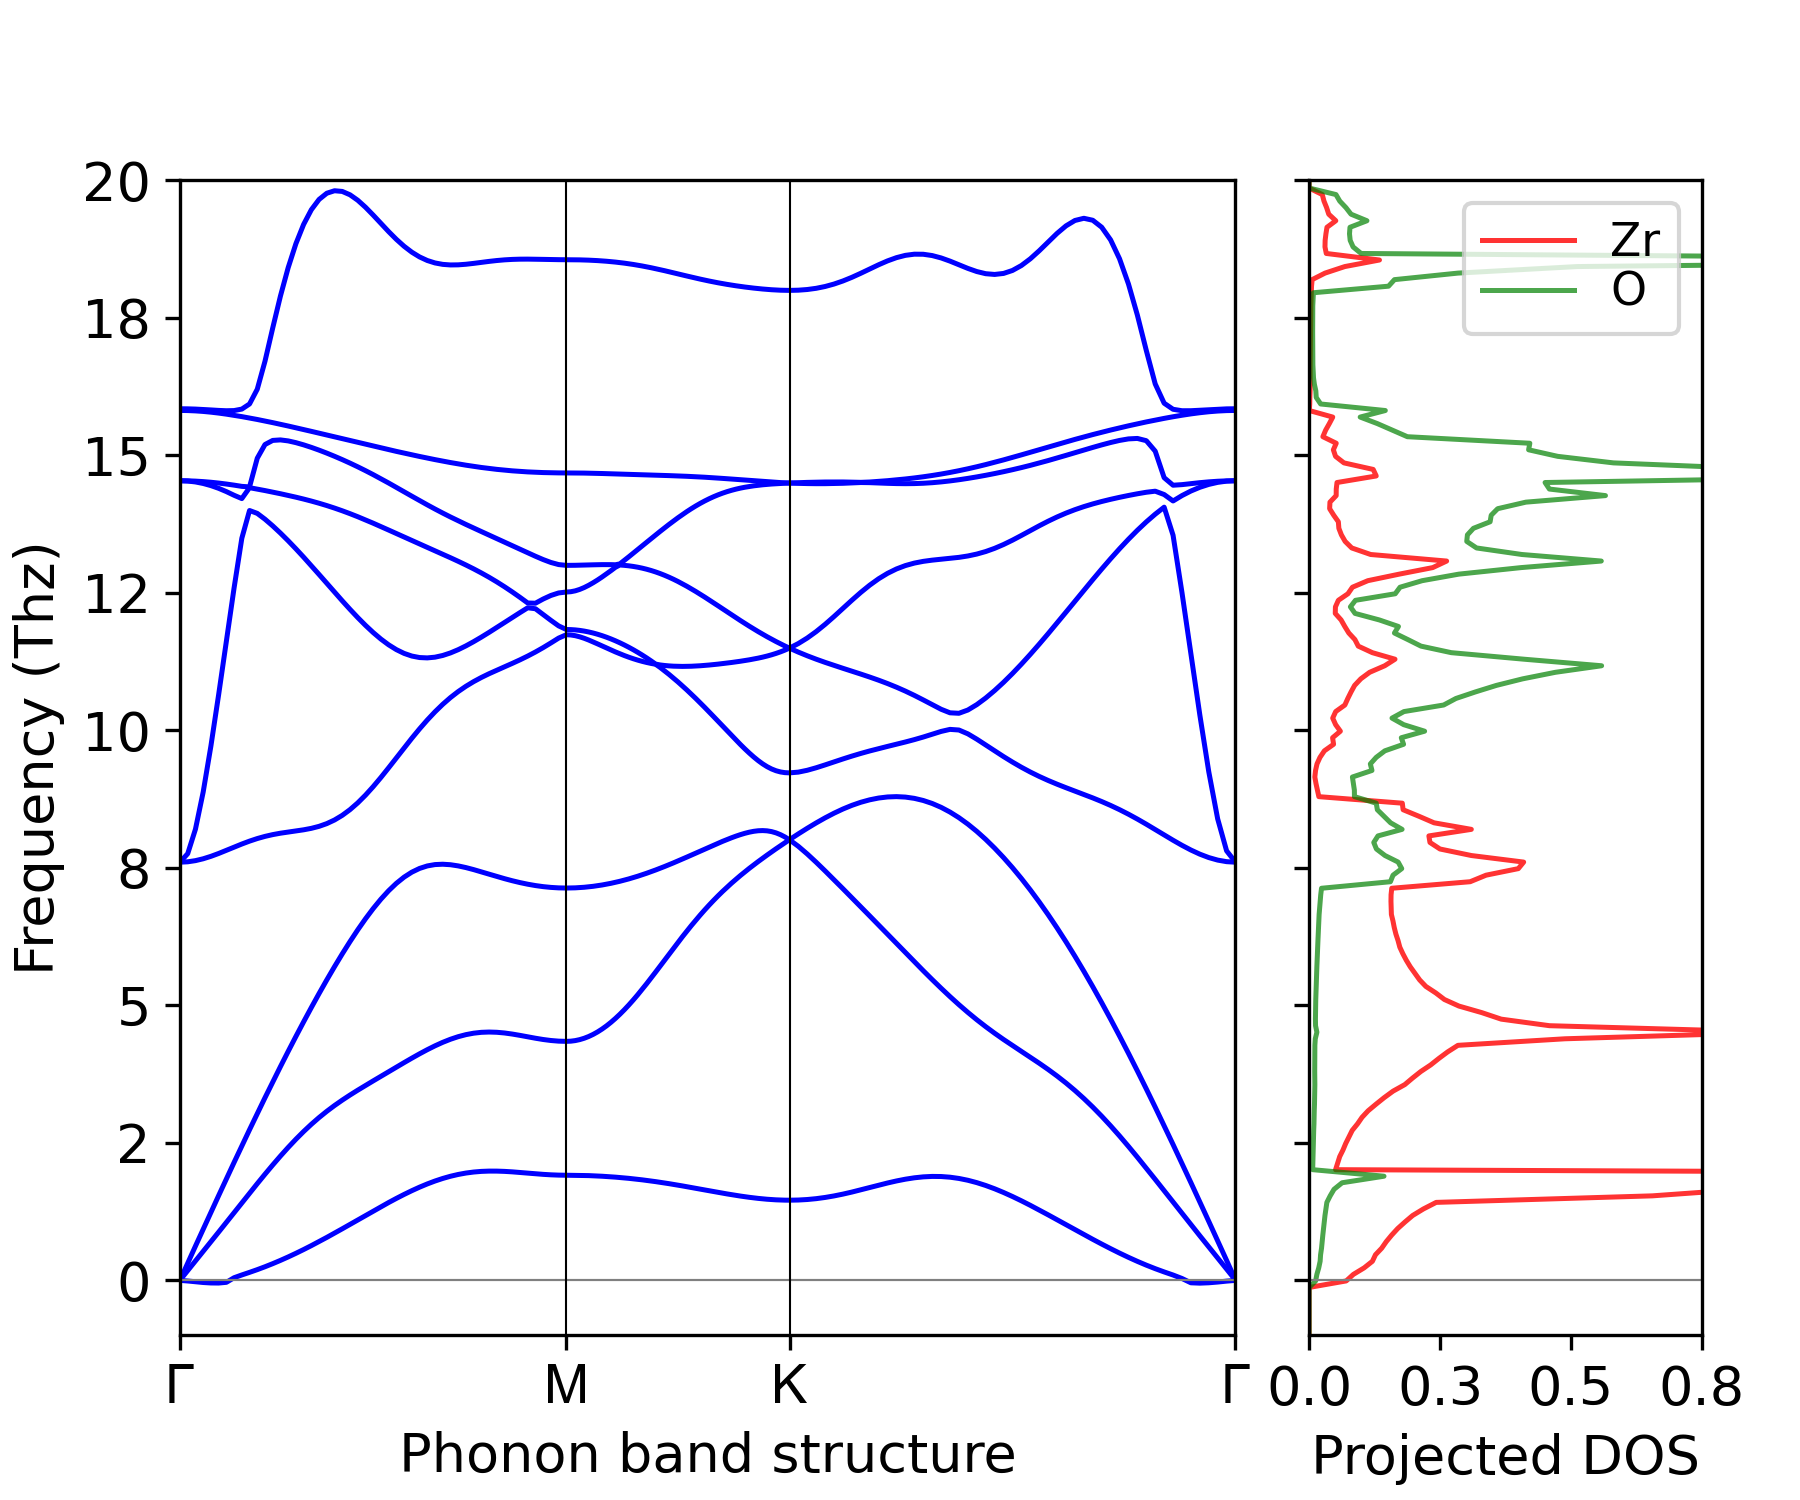 20
18
15
12
10
8
5
2
0
Frequency (Thz)
Γ M K Γ
Phonon band structure
Zr
O
0.0 0.3 0.5 0.8
Projected DOS